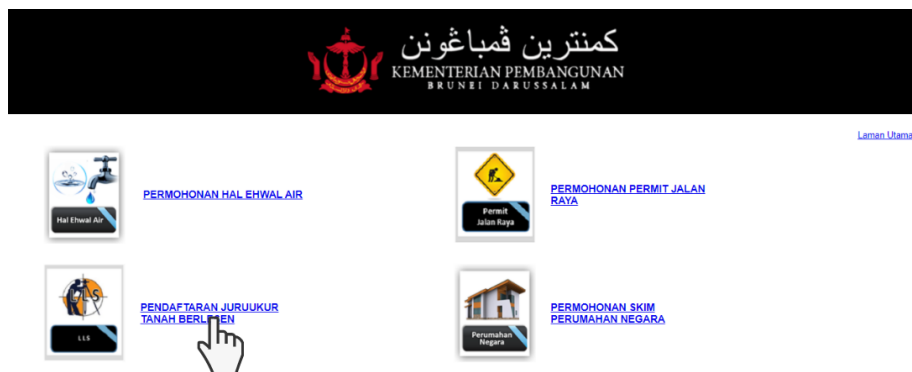 كمنترين ڤمباڠونن
KEMENTERIAN PEMBANGUNAN
BRUNEI DARUSSALAM
Laman Utama
Hal Ehwal Air
PERMOHONAN HAL EHWAL AIR
Permit
Jalan Raya
PERMOHONAN PERMIT JALAN
RAYA
LLS
LLS
PENDAFTARAN JURUUKUR
TANAH
Perumahan
Negara
PERMOHONAN SKIM
PERUMAHAN NEGARA